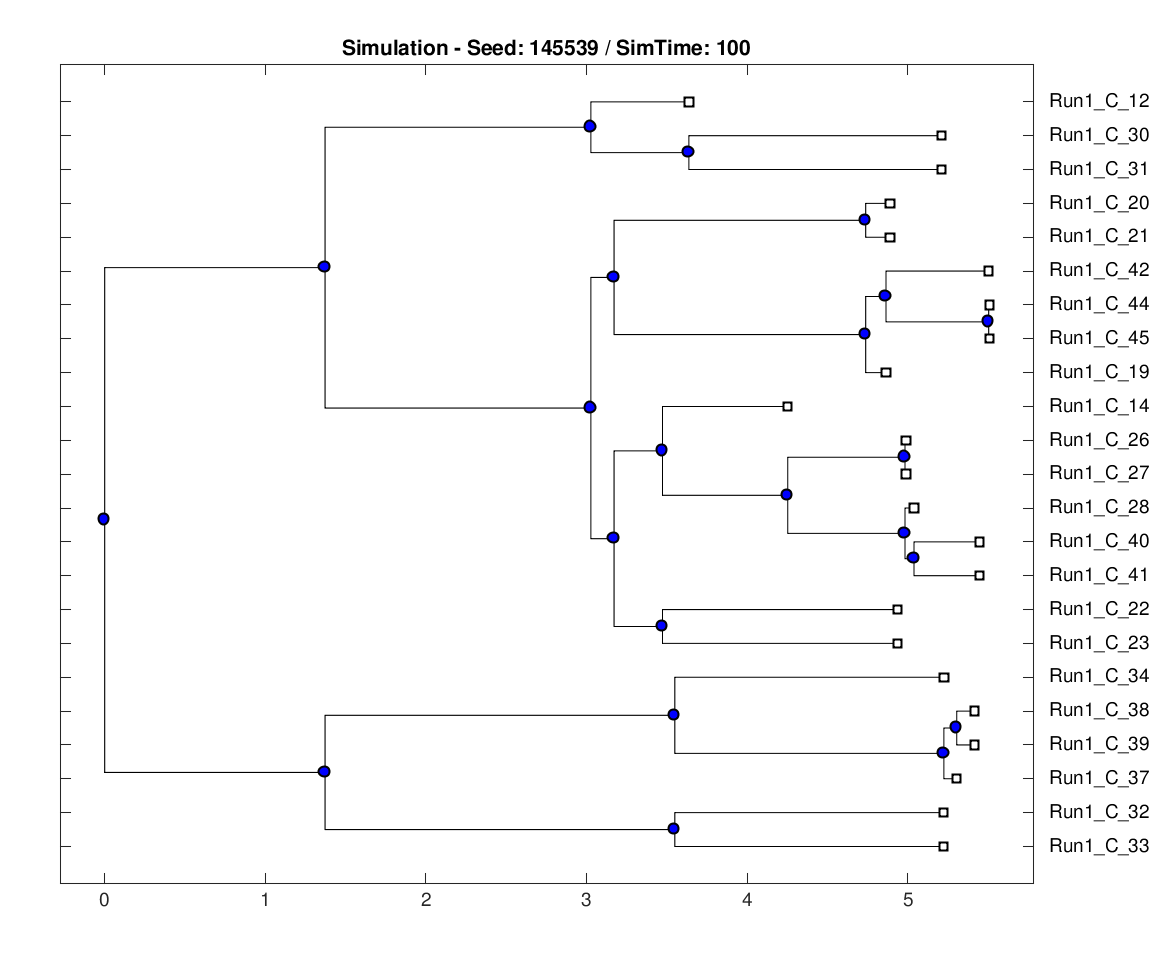 Simulation - Seed: 145539 / SimTime: 100
Run1_C_12
Run1_C_30
Run1_C_31
Run1_C_20
Run1_C_21
Run1_C_42
Run1_C_44
Run1_C_45
Run1_C_19
Run1_C_14
Run1_C_26
Run1_C_27
Run1_C_28
Run1_C_40
Run1_C_41
Run1_C_22
Run1_C_23
Run1_C_34
Run1_C_38
Run1_C_39
Run1_C_37
Run1_C_32
Run1_C_33
0 1 2 3 4 5